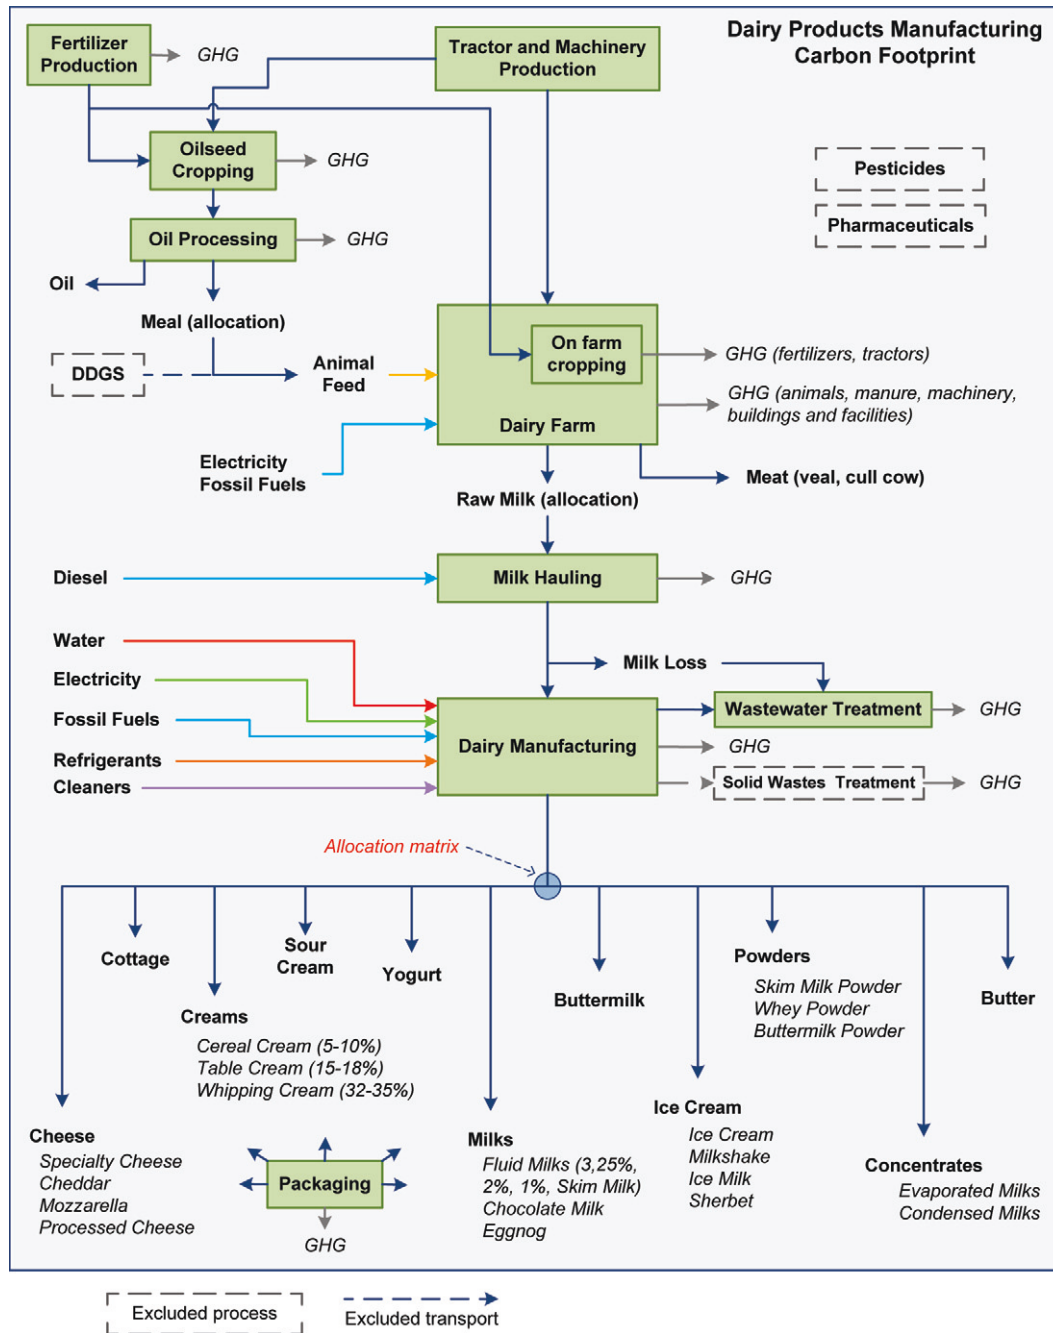 Dairy Products Manufacturing
Carbon Footprint
Fertilizer
Production
GHG
Tractor and Machinery
Production
Oilseed
Cropping
GHG
Pesticides
Pharmaceuticals
Oil Processing
GHG
Oil
Meal (allocation)
DDGS
Animal
Feed
On farm
cropping
GHG (fertilizers, tractors)
GHG (animals, manure, machinery,
buildings and facilities)
Dairy Farm
Electricity
Fossil Fuels
Meat (veal, cull cow)
Raw Milk (allocation)
Diesel
Milk Hauling
GHG
Water
Milk Loss
Electricity
Fossil Fuels
Wastewater Treatment
GHG
Dairy Manufacturing
GHG
Refrigerants
Cleaners
Solid Wastes Treatment
GHG
Allocation matrix
Cottage
Sour
Cream
Yogurt
Buttermilk
Powders
Skim Milk Powder
Whey Powder
Buttermilk Powder
Butter
Creams
Cereal Cream (5-10%)
Table Cream (15-18%)
Whipping Cream (32-35%)
Cheese
Specialty Cheese
Cheddar
Mozzarella
Processed Cheese
Packaging
GHG
Milks
Fluid Milks (3,25%,
2%, 1%, Skim Milk)
Chocolate Milk
Eggnog
Ice Cream
Ice Cream
Milkshake
Ice Milk
Sherbet
Concentrates
Evaporated Milks
Condensed Milks
Excluded process
Excluded transport